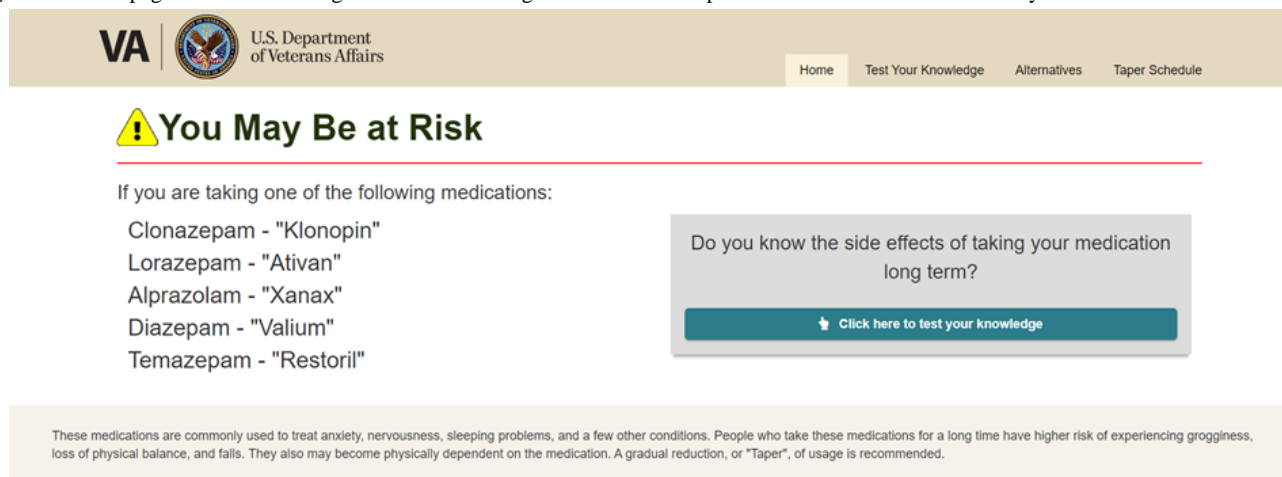 VA
U.S. Department
of Veterans Affairs
Home Test Your Knowledge Alternatives Taper Schedule
You May Be at Risk
If you are taking one of the following medications:
Clonazepam - "Klonopin"
Lorazepam - "Ativan"
Alprazolam - "Xanax"
Diazepam - "Valium"
Temazepam - "Restoril"
Do you know the side effects of taking your medication
long term?
Click here to test your knowledge
These medications are commonly used to treat anxiety, nervousness, sleeping problems, and a few other conditions. People who take these medications for a long time have higher risk of experiencing grogginess,
loss of physical balance, and falls. They also may become physically dependent on the medication. A gradual reduction, or "Taper", of usage is recommended.